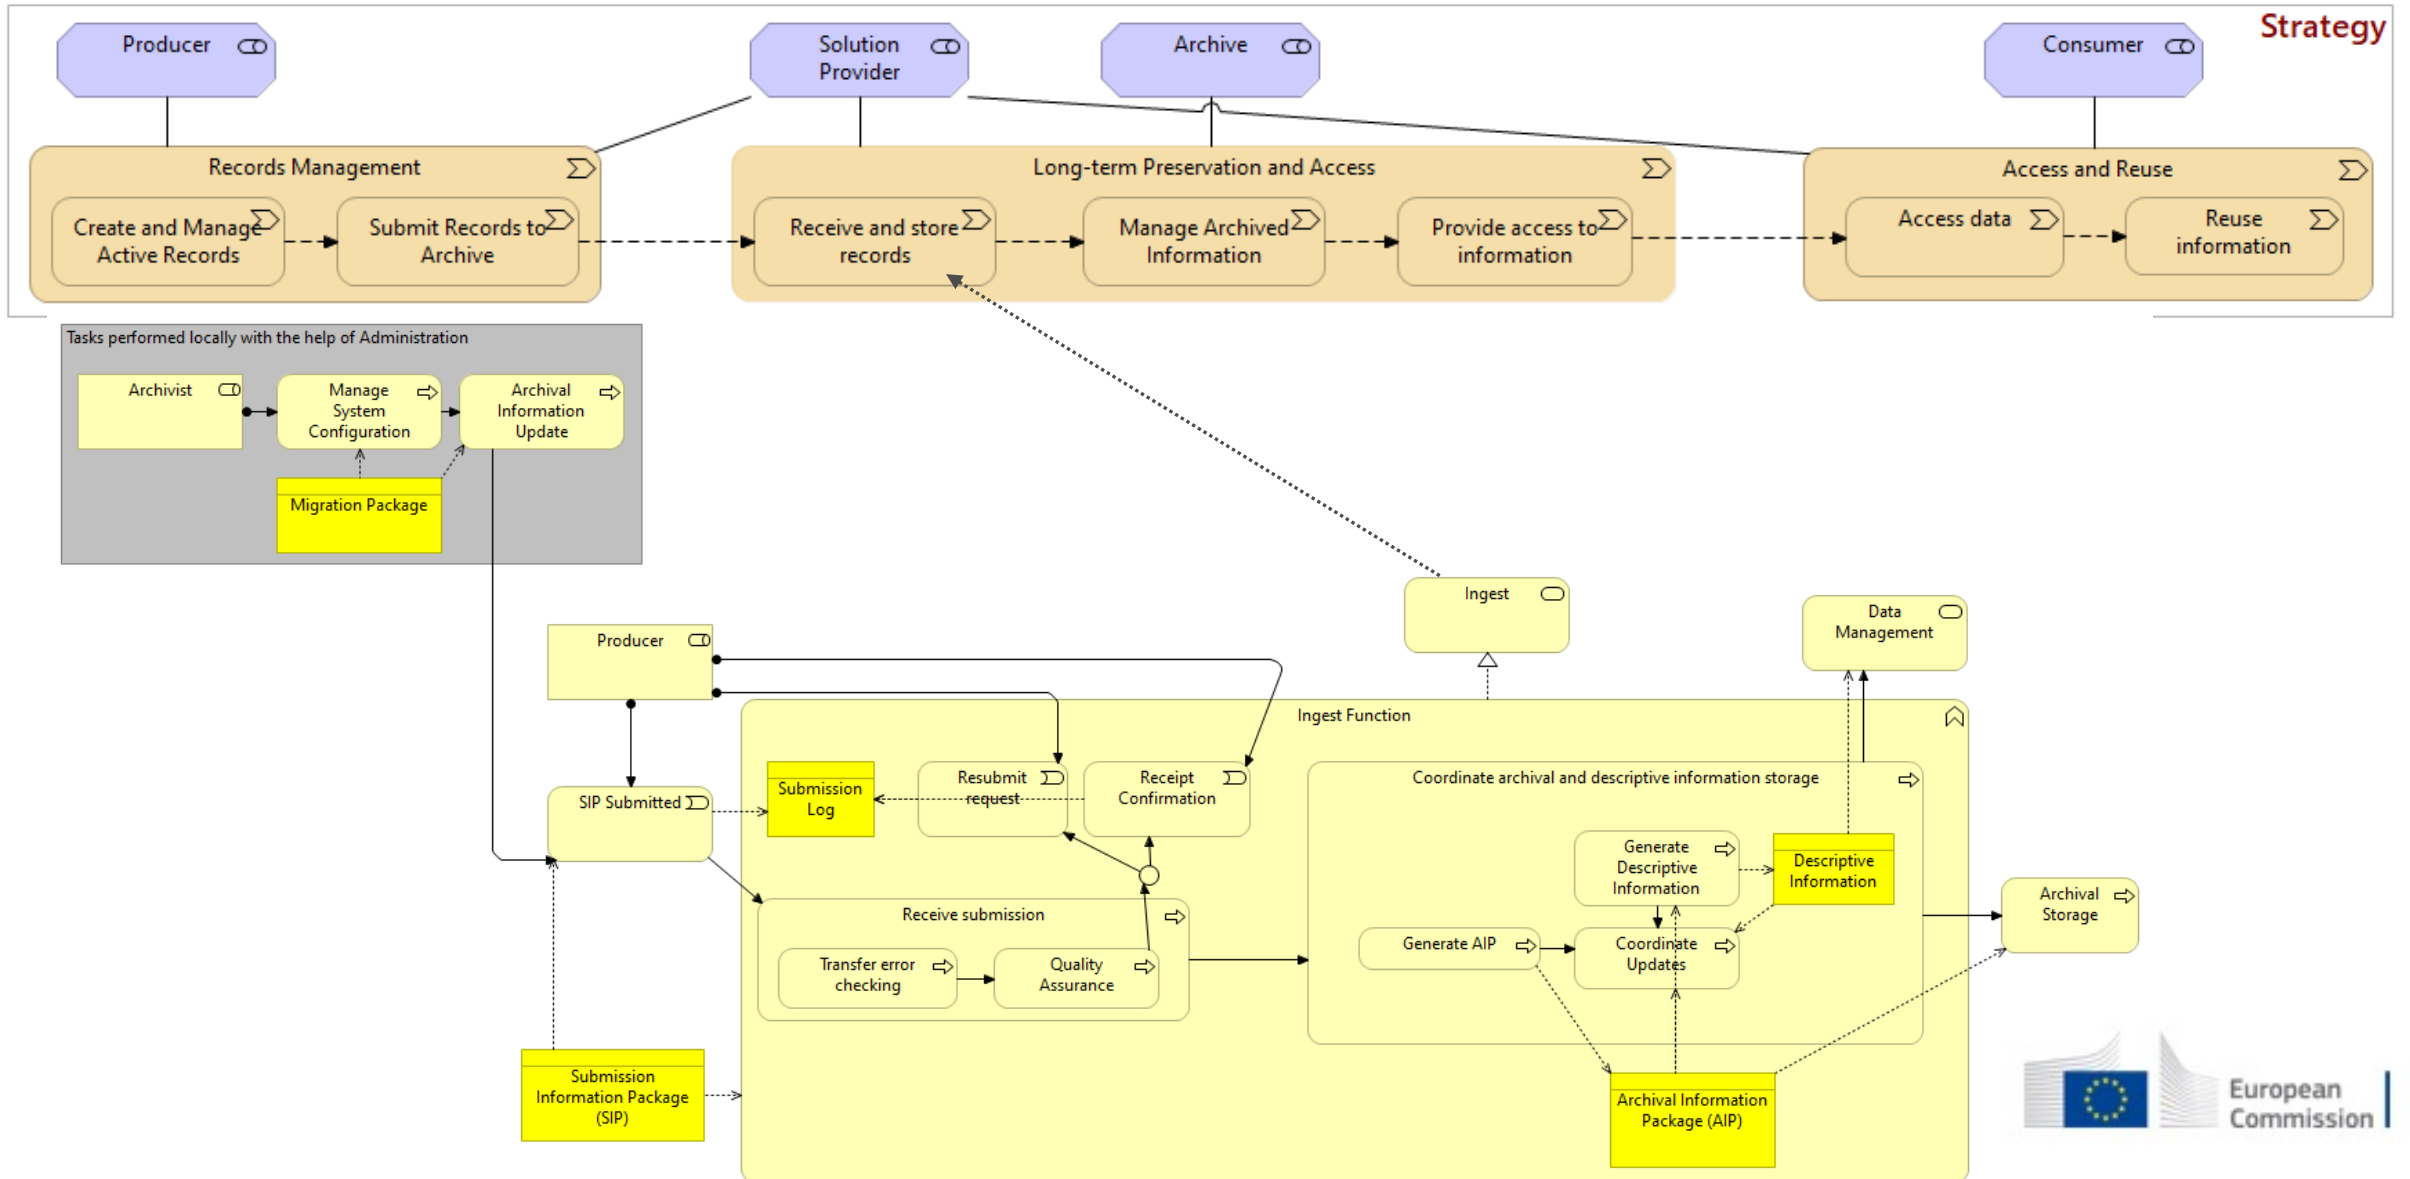 Strategy
Producer
Solution
Provider
Archive
Consumer
Records Management
Create and Manage
Active Records
Submit Records to
Archive
Long-term Preservation and Access
Receive and store
records
Manage Archived
Information
Provide access to
information
Access and Reuse
Access data
Reuse
information
Tasks performed locally with the help of Administration
Archivist
Manage
System
Configuration
Archival
Information
Update
Migration Package
Ingest
Data
Management
Producer
Ingest Function
SIP Submitted
Submission
Log
Resubmit
request
Receipt
Confirmation
Coordinate archival and descriptive information storage
Generate
Descriptive
Information
Descriptive
Information
Archival
Storage
Receive submission
Transfer error
checking
Quality
Assurance
Generate AIP
Coordinate
Updates
Submission
Information Package
(SIP)
Archival Information
Package (AIP)
European
Commission